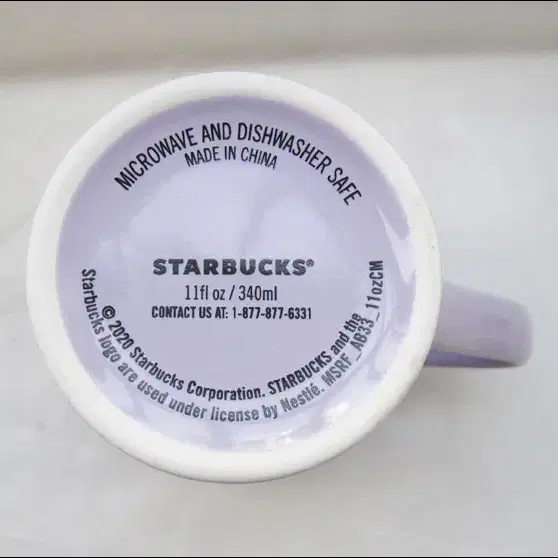 MICROWAVE AND DISHWASHER SAFE
MADE IN CHINA
STARBUCKS®
11fl oz / 340ml
CONTACT US AT: 1-877-877-6331
© 2020 Starbucks Corporation. STARBUCKS and the
Starbucks logo are used under license by Nestlé. MSRF_AB33_11ozCM